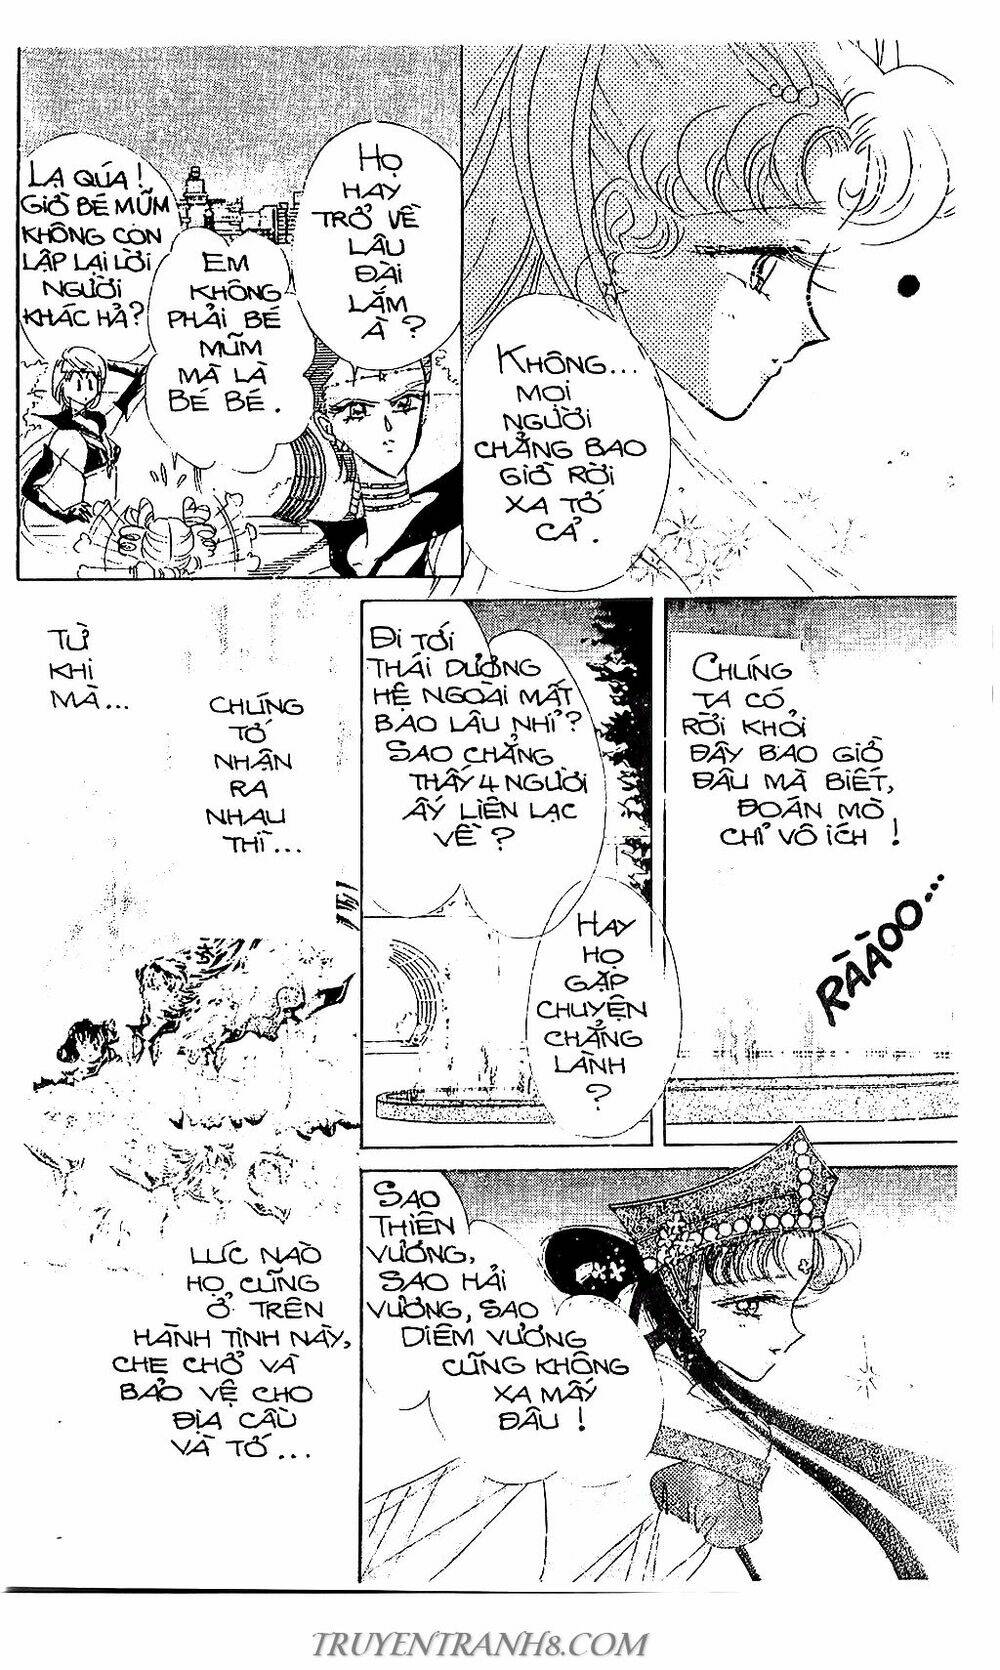 KHÔNG...
MỌI
NGƯỜI
CHẲNG BAO
GIỜ RỜI
XA TỚ
CẢ.
HỌ
HAY
TRỞ VỀ
LÂU
ĐÀI
LẮM
À?
EM
KHÔNG
PHẢI BÉ
MŨM
MÀ LÀ
BÉ BÉ.
LẠ QÚA!
GIỜ BÉ MŨM
KHÔNG CÒN
LẬP LẠI LỜI
NGƯỜI
KHÁC HẢ?
CHÚNG
TA CÓ
RỜI KHỎI
ĐÂY BAO GIỜ
ĐÂU MÀ BIẾT,
ĐOÁN MÒ
CHỈ VÔ ÍCH!
RÀÀOO...
ĐI TỚI
THÁI DƯƠNG
HỆ NGOÀI MẤT
BAO LÂU NHỈ?
SAO CHẲNG
THẤY 4 NGƯỜI
ẤY LIÊN LẠC
VỀ?
HAY
HỌ
GẶP
CHUYỆN
CHẲNG
LÀNH
?
SAO
THIÊN
VƯƠNG,
SAO HẢI
VƯƠNG, SAO
DIÊM VƯƠNG
CŨNG KHÔNG
XA MẤY
ĐÂU!
TỪ
KHI
MÀ...
CHÚNG
TỚ
NHẬN
RA
NHAU
THÌ...
LÚC NÀO
HỌ CŨNG
Ở TRÊN
HÀNH TINH NÀY,
CHE CHỞ VÀ
BẢO VỆ CHO
ĐỊA CẦU
VÀ TỚ...
TRUYENTRANH8.COM